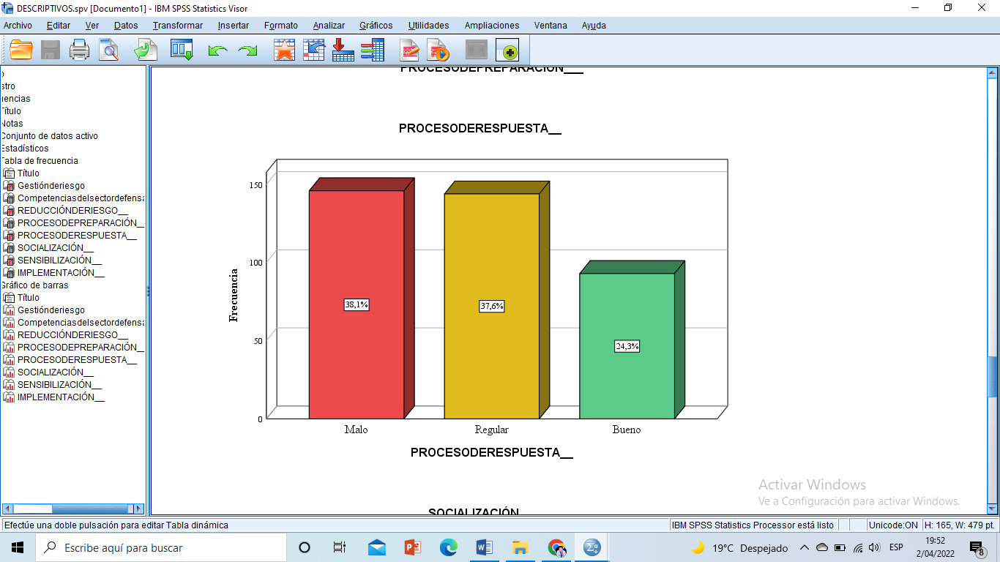 DESCRIPTIVOS.spv [Documento1] - IBM SPSS Statistics Visor
Archivo Editar Ver Datos Transformar Insertar Formato Analizar Gráficos Utilidades Ampliaciones Ventana Ayuda
stro
iencias
Título
Notas
Conjunto de datos activo
Estadísticos
Tabla de frecuencia
Título
Gestiónderiesgo
Competenciasdelsectordefensa
REDUCCIÓNDERIESGO__
PROCESODEPREPARACIÓN__
PROCESODERESPUESTA__
SOCIALIZACIÓN__
SENSIBILIZACIÓN__
IMPLEMENTACIÓN__
Gráfico de barras
Título
Gestiónderiesgo
Competenciasdelsectordefensa
REDUCCIÓNDERIESGO__
PROCESODEPREPARACIÓN__
PROCESODERESPUESTA__
SOCIALIZACIÓN__
SENSIBILIZACIÓN__
IMPLEMENTACIÓN__
PROCESODEPREPARACIÓN__
PROCESODERESPUESTA__
150
100
50
0
Frecuencia
38,1%
37,6%
24,3%
Malo Regular Bueno
PROCESODERESPUESTA__
SOCIALIZACIÓN
Activar Windows
Ve a Configuración para activar Windows.
Efectúe una doble pulsación para editar Tabla dinámica
IBM SPSS Statistics Processor está listo
Unicode:ON
H: 165, W: 479 pt.
Escribe aquí para buscar
19°C Despejado
ESP
19:52
2/04/2022
8